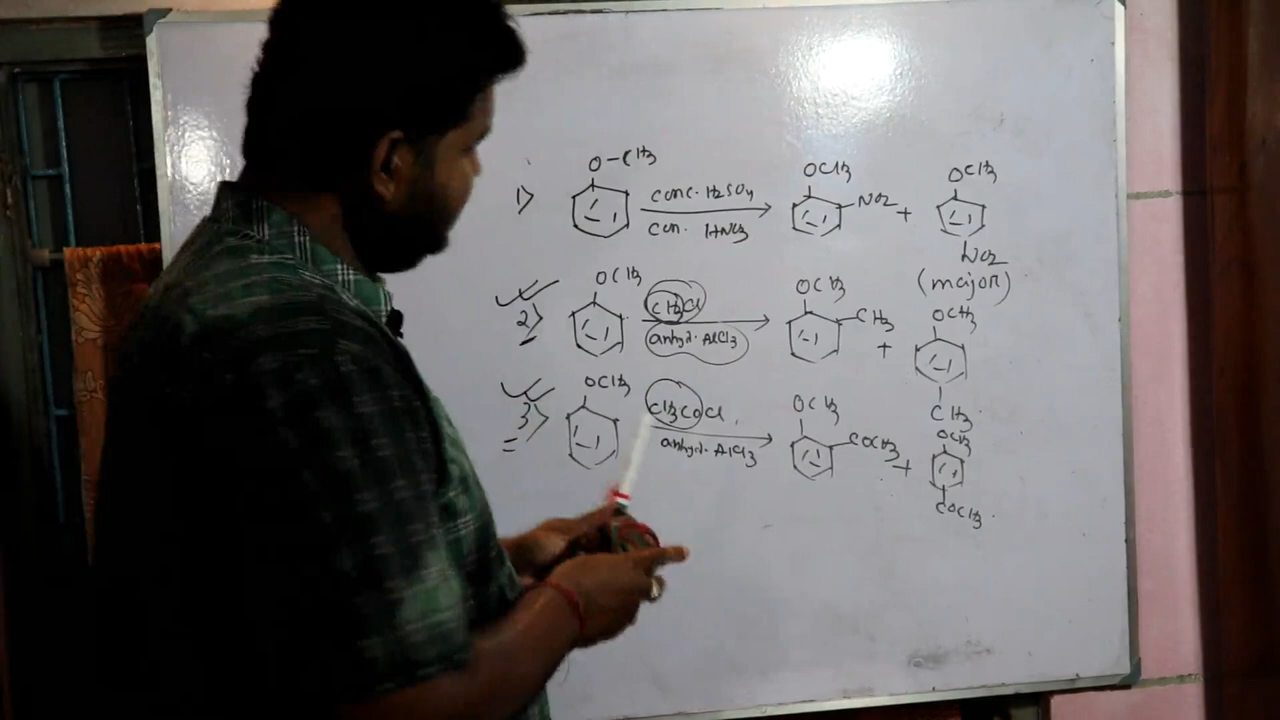 1) O-CH3 conc. H2SO4 OCH3 OCH3
con. HNO3 NO2 +
NO2
(major)
2) OCH3 CH3Cl OCH3 OCH3
anhyd. AlCl3 CH3 +
CH3
3) OCH3 CH3COCl OCH3 OCH3
anhyd. AlCl3 COCH3 +
COCH3